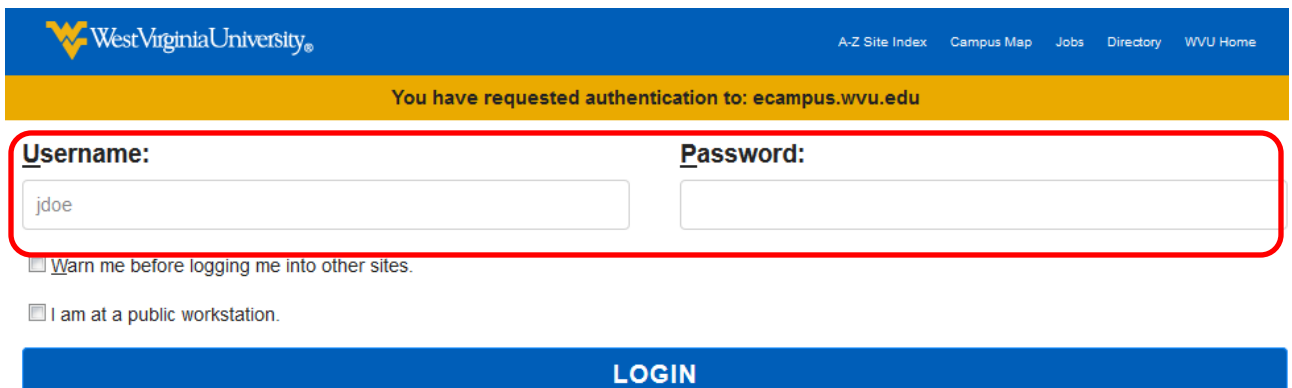 WestVirginiaUniversity® A-Z Site Index Campus Map Jobs Directory WVU Home
You have requested authentication to: ecampus.wvu.edu
Username: Password:
jdoe
Warn me before logging me into other sites.
I am at a public workstation.
LOGIN